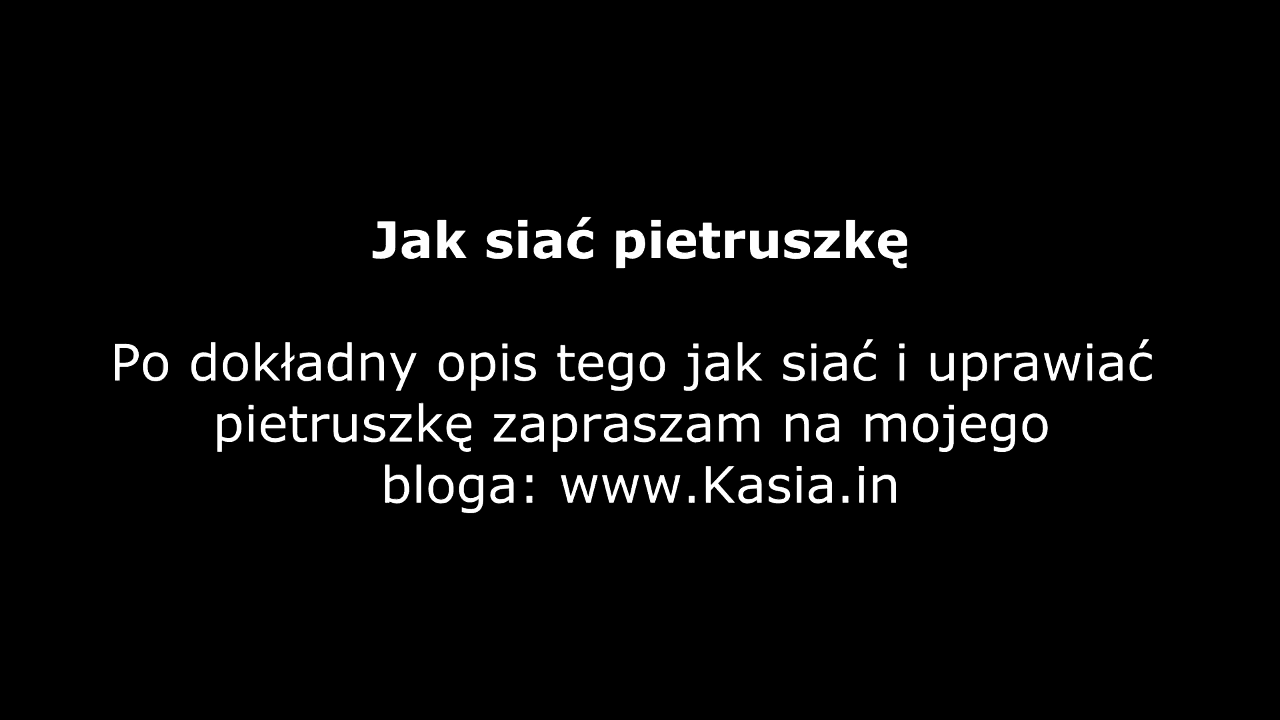 Jak siać pietruszkę
Po dokładny opis tego jak siać i uprawiać
pietruszkę zapraszam na mojego
bloga: www.Kasia.in